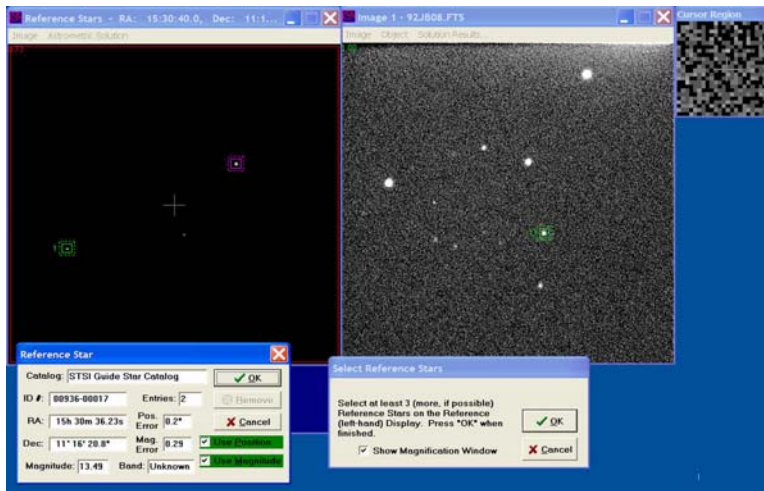 Reference Stars - RA: 15:30:40.0, Dec: 11:1...
Image Astrometric Solution
Image 1 - 92JB08.FTS
Image Object Solution Results...
Cursor Region
1
Reference Star
Catalog: STSI Guide Star Catalog
OK
ID #: 00936-00017 Entries: 2
Remove
RA: 15h 30m 36.23s Pos. Error 0.2"
Cancel
Dec: 11° 16' 20.8" Mag. Error 0.29
Use Position
Magnitude: 13.49 Band: Unknown
Use Magnitude
Select Reference Stars
Select at least 3 (more, if possible)
Reference Stars on the Reference
(left-hand) Display. Press "OK" when
finished.
OK
Show Magnification Window
Cancel